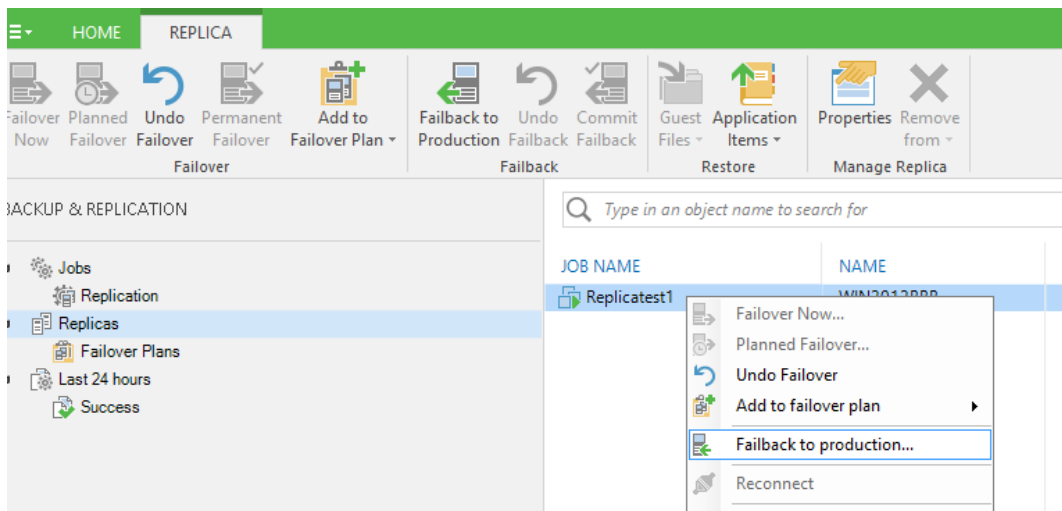 HOME REPLICA
Failover Now
Planned Failover
Undo Failover
Permanent Failover
Add to Failover Plan
Failback to Production
Undo Failback
Commit Failback
Guest Files
Application Items
Properties
Remove from
Failover Failback Restore Manage Replica
BACKUP & REPLICATION
Type in an object name to search for
Jobs
Replication
Replicas
Failover Plans
Last 24 hours
Success
JOB NAME NAME
Replicatest1
Failover Now...
Planned Failover...
Undo Failover
Add to failover plan
Failback to production...
Reconnect